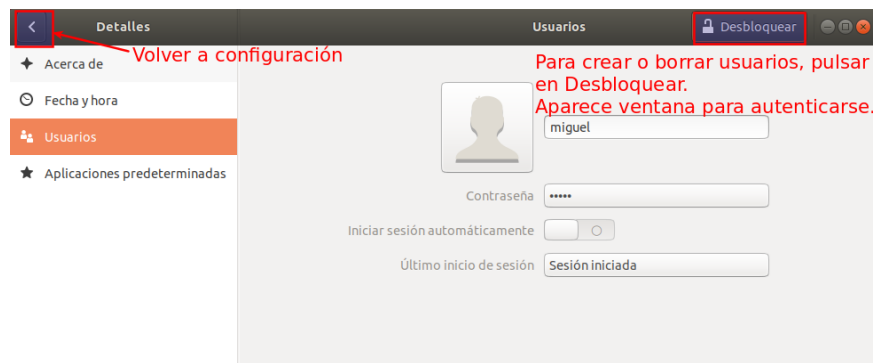 Detalles
Usuarios
Desbloquear
Volver a configuración
Para crear o borrar usuarios, pulsar
en Desbloquear.
Aparece ventana para autenticarse.
Acerca de
Fecha y hora
Usuarios
Aplicaciones predeterminadas
miguel
Contraseña •••••
Iniciar sesión automáticamente
Último inicio de sesión Sesión iniciada